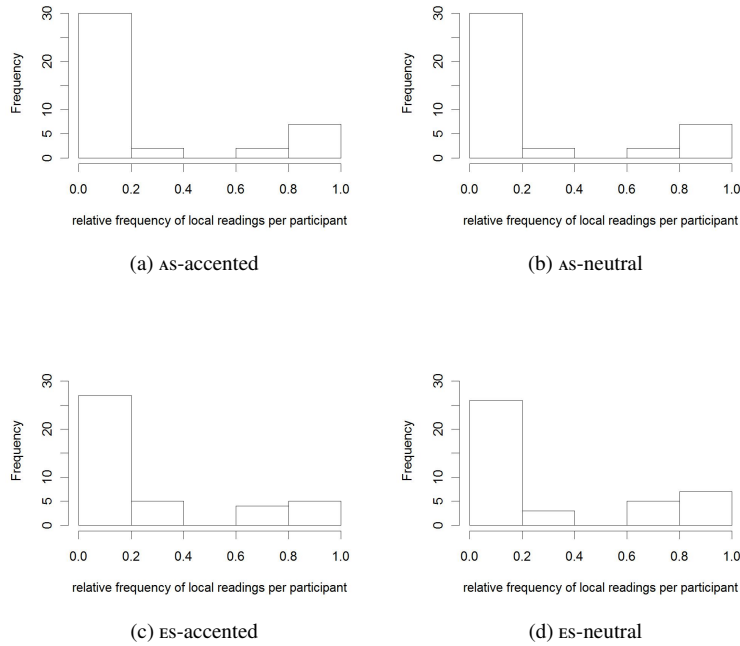 Frequency
30
20
10
5
0
0.0 0.2 0.4 0.6 0.8 1.0
relative frequency of local readings per participant
(a) AS-accented
Frequency
30
20
10
5
0
0.0 0.2 0.4 0.6 0.8 1.0
relative frequency of local readings per participant
(b) AS-neutral
Frequency
30
20
10
5
0
0.0 0.2 0.4 0.6 0.8 1.0
relative frequency of local readings per participant
(c) ES-accented
Frequency
30
20
10
5
0
0.0 0.2 0.4 0.6 0.8 1.0
relative frequency of local readings per participant
(d) ES-neutral